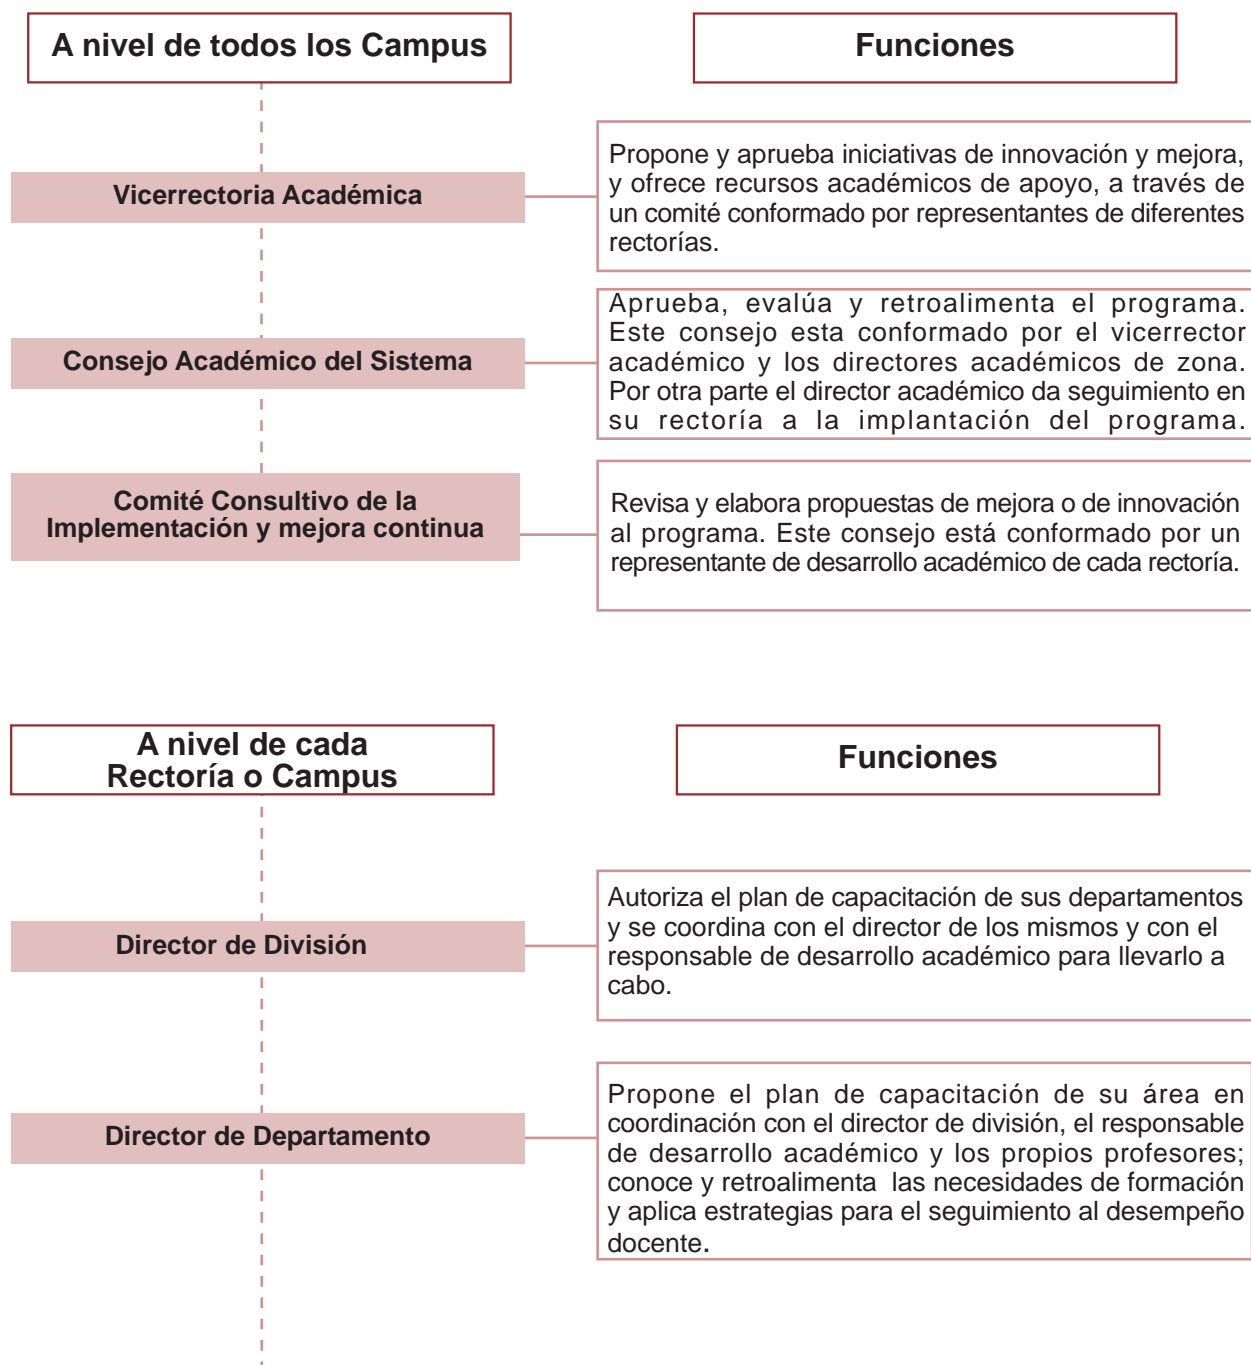 A nivel de todos los Campus
Funciones
Vicerrectoria Académica
Propone y aprueba iniciativas de innovación y mejora,
y ofrece recursos académicos de apoyo, a través de
un comité conformado por representantes de diferentes
rectorías.
Consejo Académico del Sistema
Aprueba, evalúa y retroalimenta el programa.
Este consejo esta conformado por el vicerrector
académico y los directores académicos de zona.
Por otra parte el director académico da seguimiento en
su rectoría a la implantación del programa.
Comité Consultivo de la
Implementación y mejora continua
Revisa y elabora propuestas de mejora o de innovación
al programa. Este consejo está conformado por un
representante de desarrollo académico de cada rectoría.
A nivel de cada
Rectoría o Campus
Funciones
Director de División
Autoriza el plan de capacitación de sus departamentos
y se coordina con el director de los mismos y con el
responsable de desarrollo académico para llevarlo a
cabo.
Director de Departamento
Propone el plan de capacitación de su área en
coordinación con el director de división, el responsable
de desarrollo académico y los propios profesores;
conoce y retroalimenta las necesidades de formación
y aplica estrategias para el seguimiento al desempeño
docente.